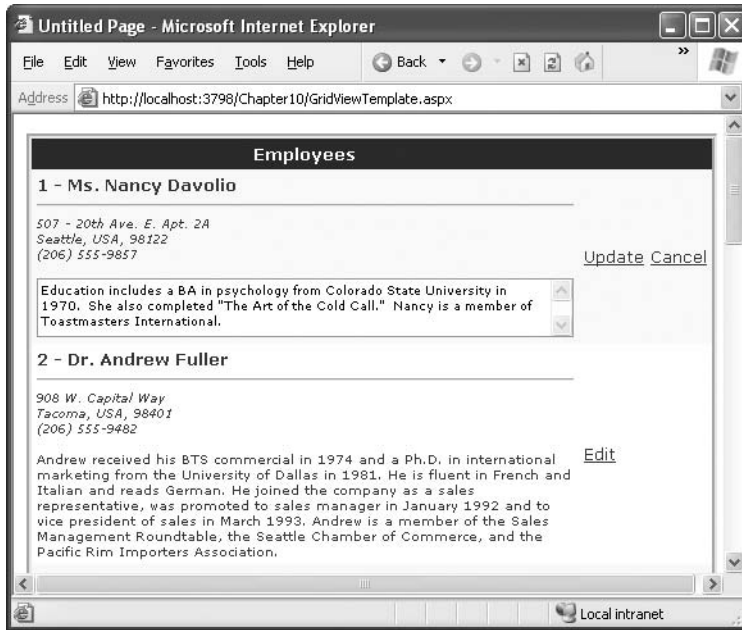 Untitled Page - Microsoft Internet Explorer
File Edit View Favorites Tools Help Back »
Address http://localhost:3798/Chapter10/GridViewTemplate.aspx
Employees
1 - Ms. Nancy Davolio
507 - 20th Ave. E. Apt. 2A
Seattle, USA, 98122
(206) 555-9857
Update Cancel
Education includes a BA in psychology from Colorado State University in
1970. She also completed "The Art of the Cold Call." Nancy is a member of
Toastmasters International.
2 - Dr. Andrew Fuller
908 W. Capital Way
Tacoma, USA, 98401
(206) 555-9482
Edit
Andrew received his BTS commercial in 1974 and a Ph.D. in international
marketing from the University of Dallas in 1981. He is fluent in French and
Italian and reads German. He joined the company as a sales
representative, was promoted to sales manager in January 1992 and to
vice president of sales in March 1993. Andrew is a member of the Sales
Management Roundtable, the Seattle Chamber of Commerce, and the
Pacific Rim Importers Association.
Local intranet